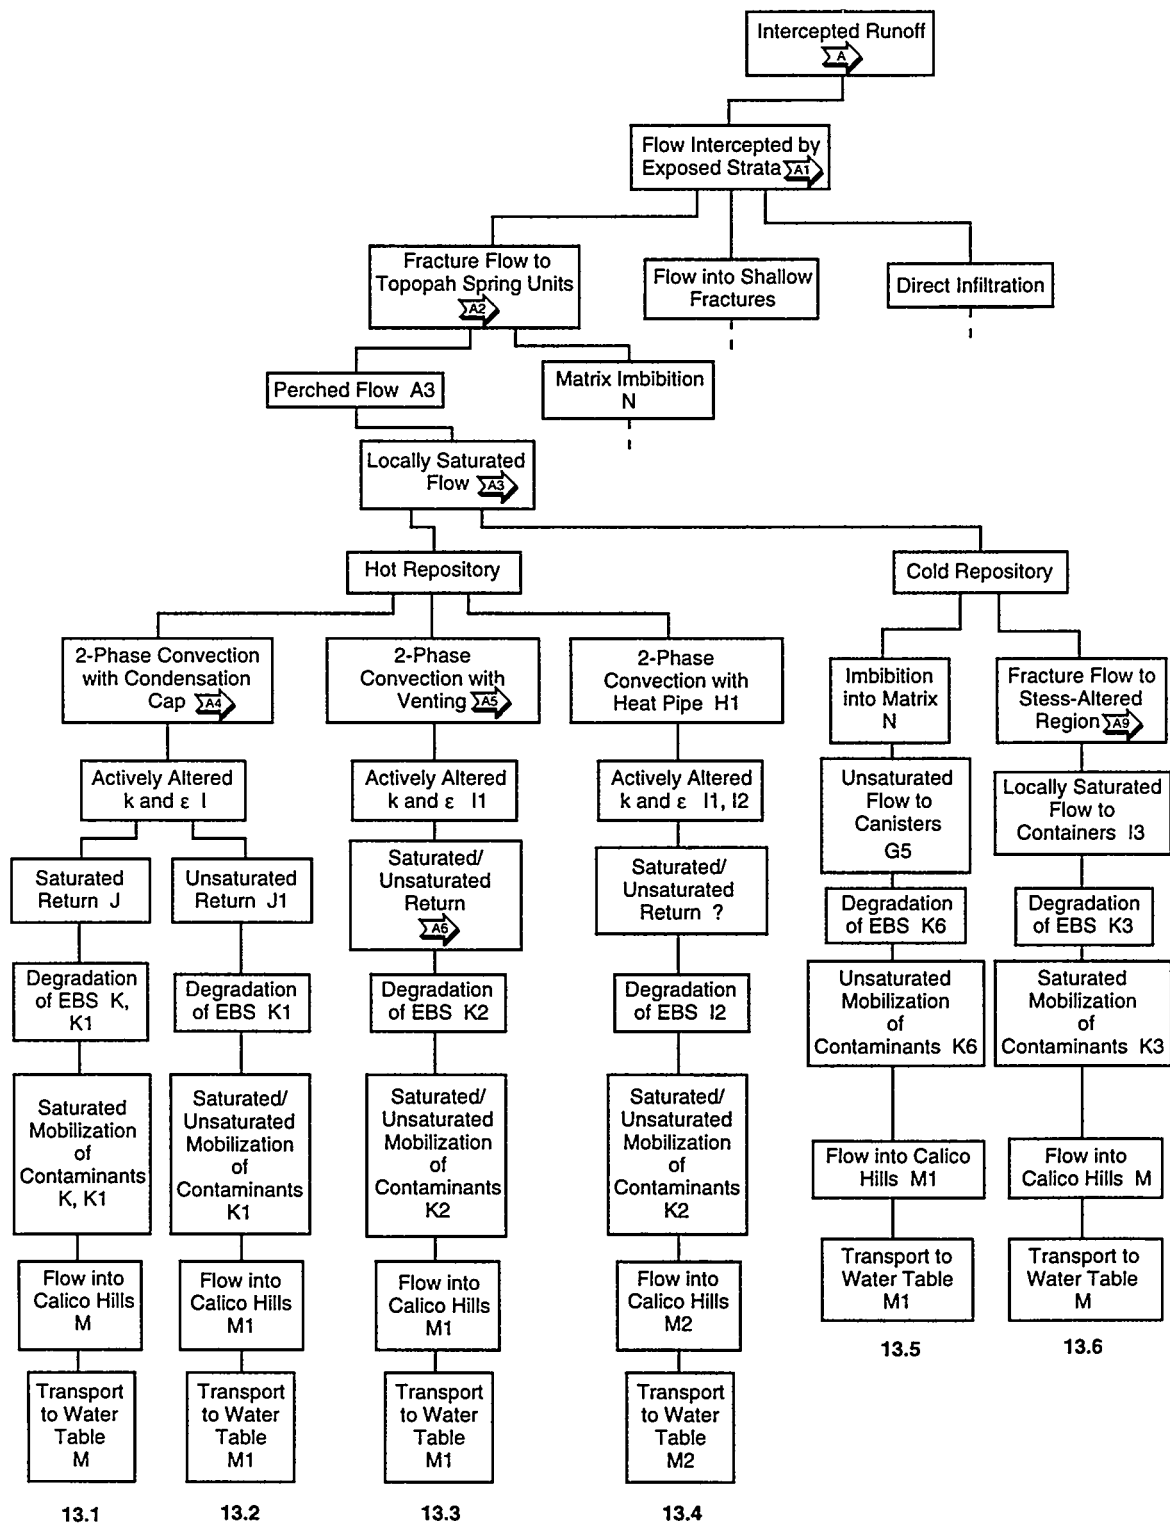 Intercepted Runoff
A
Flow Intercepted by
Exposed Strata A1
Fracture Flow to
Topopah Spring Units
A2
Flow into Shallow
Fractures
Direct Infiltration
Perched Flow A3
Matrix Imbibition
N
Locally Saturated
Flow A3
Hot Repository
Cold Repository
2-Phase Convection
with Condensation
Cap A4
2-Phase
Convection with
Venting A5
2-Phase
Convection with
Heat Pipe H1
Imbibition
into Matrix
N
Fracture Flow to
Stess-Altered
Region A9
Actively Altered
k and ε I
Actively Altered
k and ε I1
Actively Altered
k and ε I1, I2
Unsaturated
Flow to
Canisters
G5
Locally Saturated
Flow to
Containers I3
Saturated
Return J
Unsaturated
Return J1
Saturated/
Unsaturated
Return
A6
Saturated/
Unsaturated
Return ?
Degradation
of EBS K6
Degradation
of EBS K3
Degradation
of EBS K,
K1
Degradation
of EBS K1
Degradation
of EBS K2
Degradation
of EBS I2
Unsaturated
Mobilization
of
Contaminants K6
Saturated
Mobilization
of
Contaminants K3
Saturated
Mobilization
of
Contaminants
K, K1
Saturated/
Unsaturated
Mobilization
of
Contaminants
K1
Saturated/
Unsaturated
Mobilization
of
Contaminants
K2
Saturated/
Unsaturated
Mobilization
of
Contaminants
K2
Flow into Calico
Hills M1
Flow into
Calico Hills M
Flow into
Calico Hills
M
Flow into
Calico Hills
M1
Flow into
Calico Hills
M1
Flow into
Calico Hills
M2
Transport to
Water Table
M1
Transport to
Water Table
M
13.5
13.6
Transport
to Water
Table
M
Transport
to Water
Table
M1
Transport
to Water
Table
M1
Transport
to Water
Table
M2
13.1
13.2
13.3
13.4